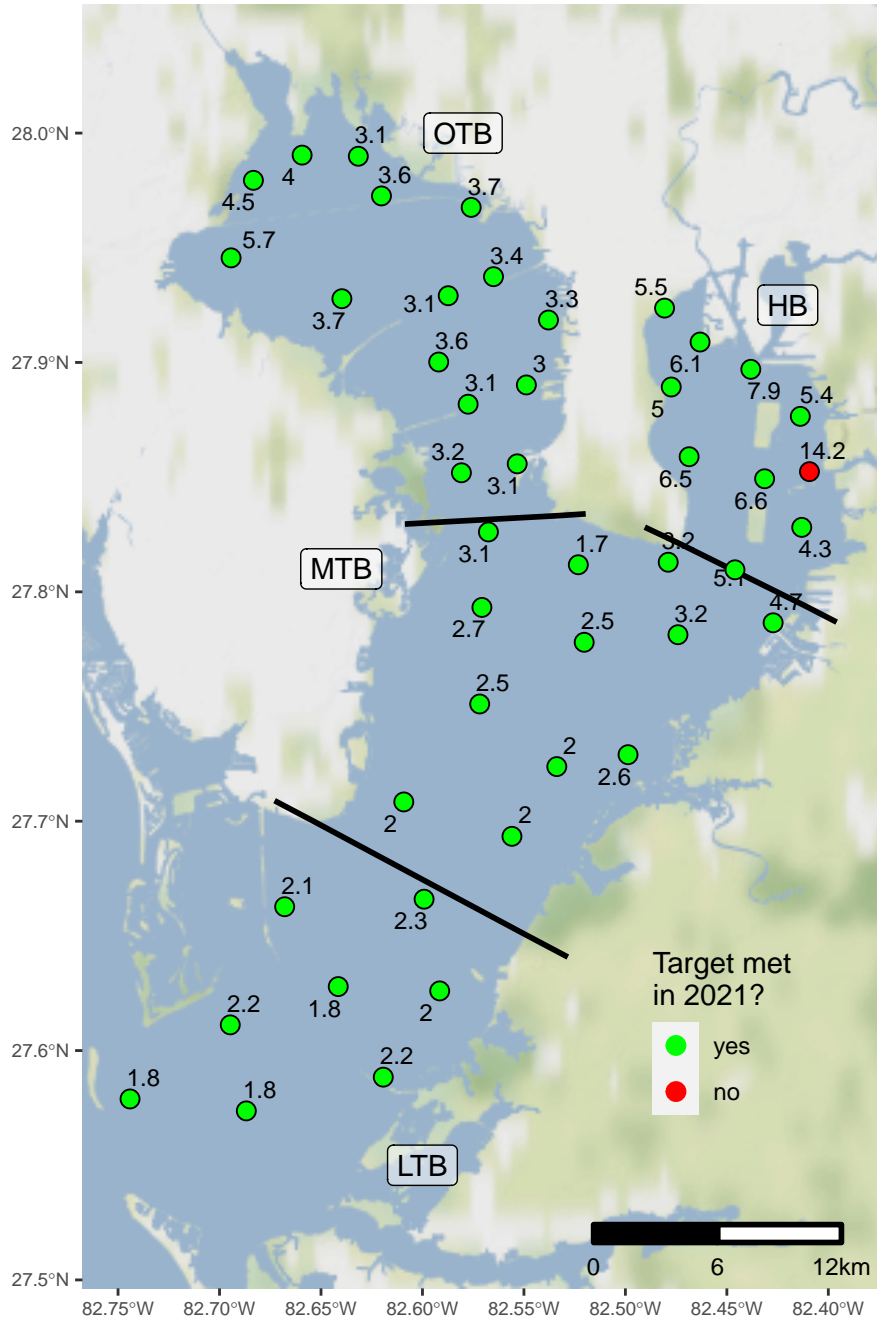 28.0°N
27.9°N
27.8°N
27.7°N
27.6°N
27.5°N
OTB
3.1
4
3.6
3.7
4.5
5.7
3.4
3.1
3.3
3.7
5.5
HB
3.6
3
6.1
7.9
3.1
5
5.4
3.2
3.1
14.2
6.5
6.6
4.3
3.1
1.7
3.2
MTB
5.1
4.7
2.7
2.5
3.2
2.5
2
2.6
2
2
2.1
2.3
1.8
2
2.2
2.2
1.8
1.8
LTB
Target met
in 2021?
yes
no
0 6 12km
82.75°W 82.70°W 82.65°W 82.60°W 82.55°W 82.50°W 82.45°W 82.40°W